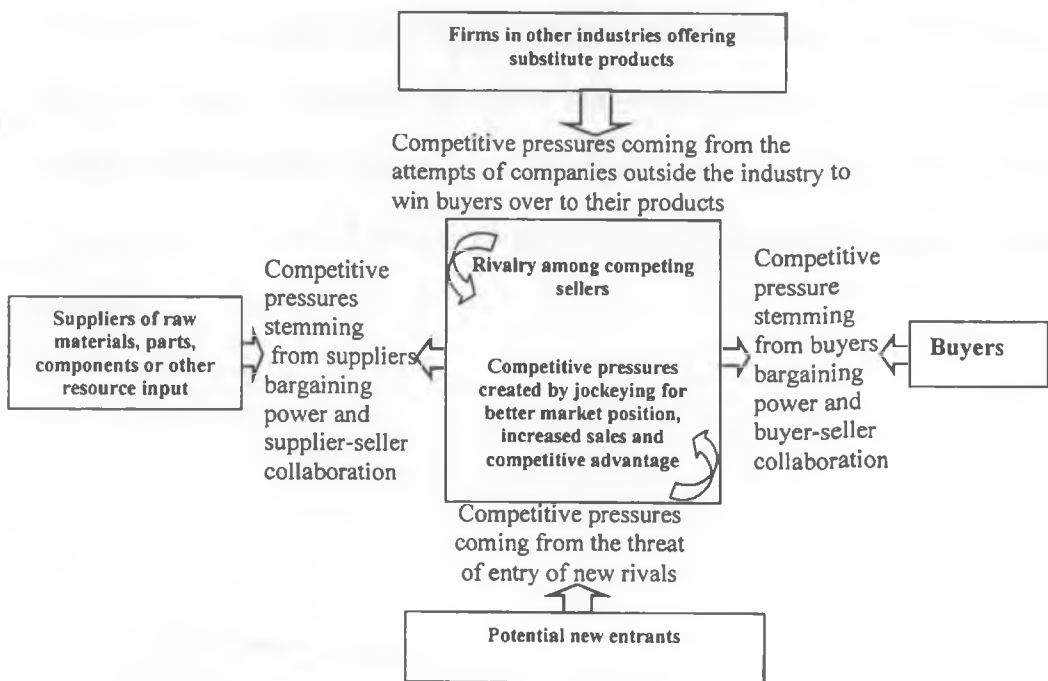 Firms in other industries offering
substitute products
Competitive pressures coming from the
attempts of companies outside the industry to
win buyers over to their products
Suppliers of raw
materials, parts,
components or other
resource input
Competitive
pressures
stemming
from suppliers
bargaining
power and
supplier-seller
collaboration
Rivalry among competing
sellers
Competitive pressures
created by jockeying for
better market position,
increased sales and
competitive advantage
Competitive
pressure
stemming
from buyers
bargaining
power and
buyer-seller
collaboration
Buyers
Competitive pressures
coming from the threat
of entry of new rivals
Potential new entrants